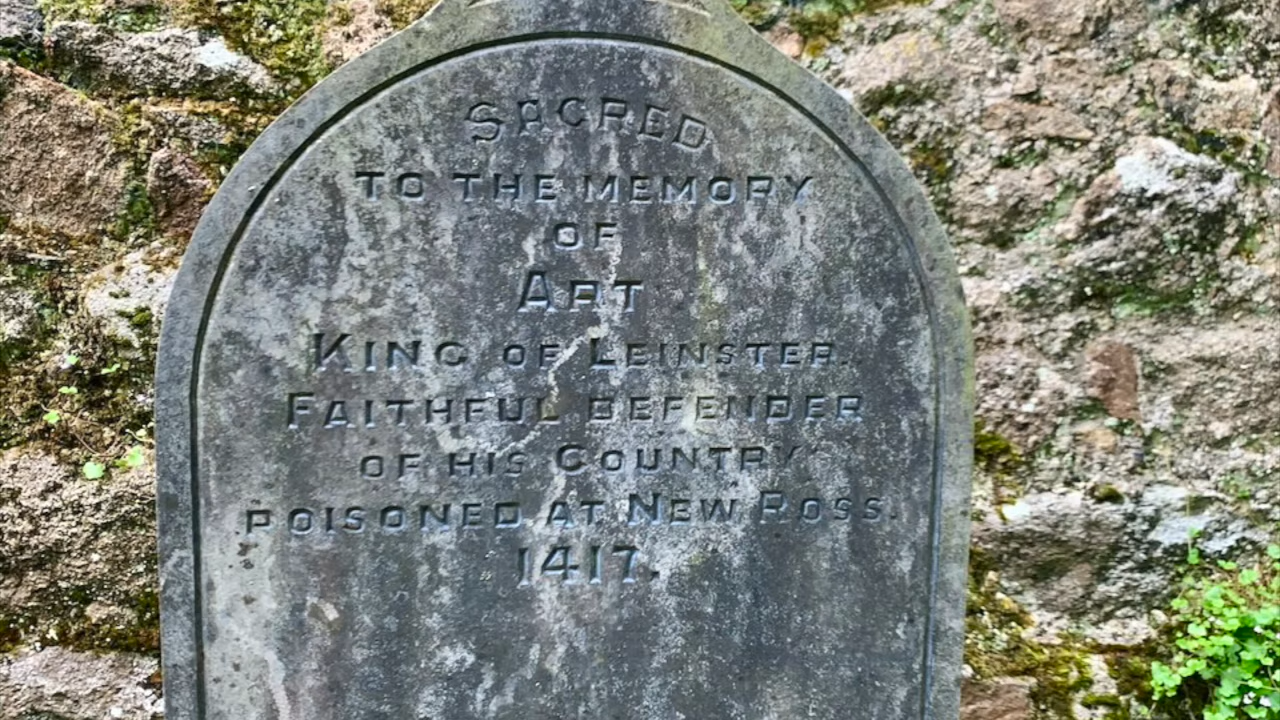 SACRED
TO THE MEMORY
OF
ART
KING OF LEINSTER.
FAITHFUL DEFENDER
OF HIS COUNTRY
POISONED AT NEW ROSS.
1417.